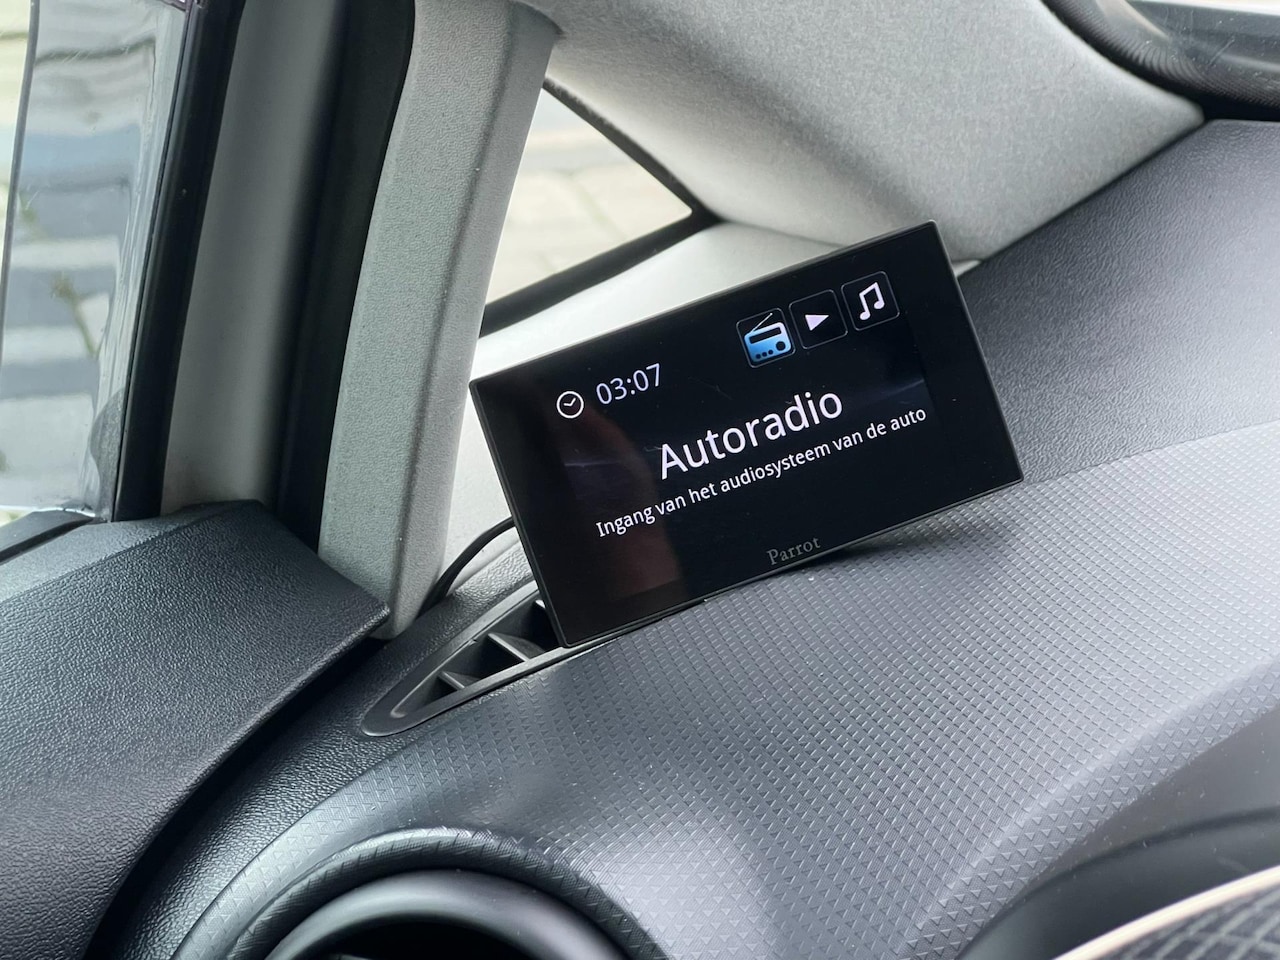 03:07
Autoradio
Ingang van het audiosysteem van de auto
Parrot